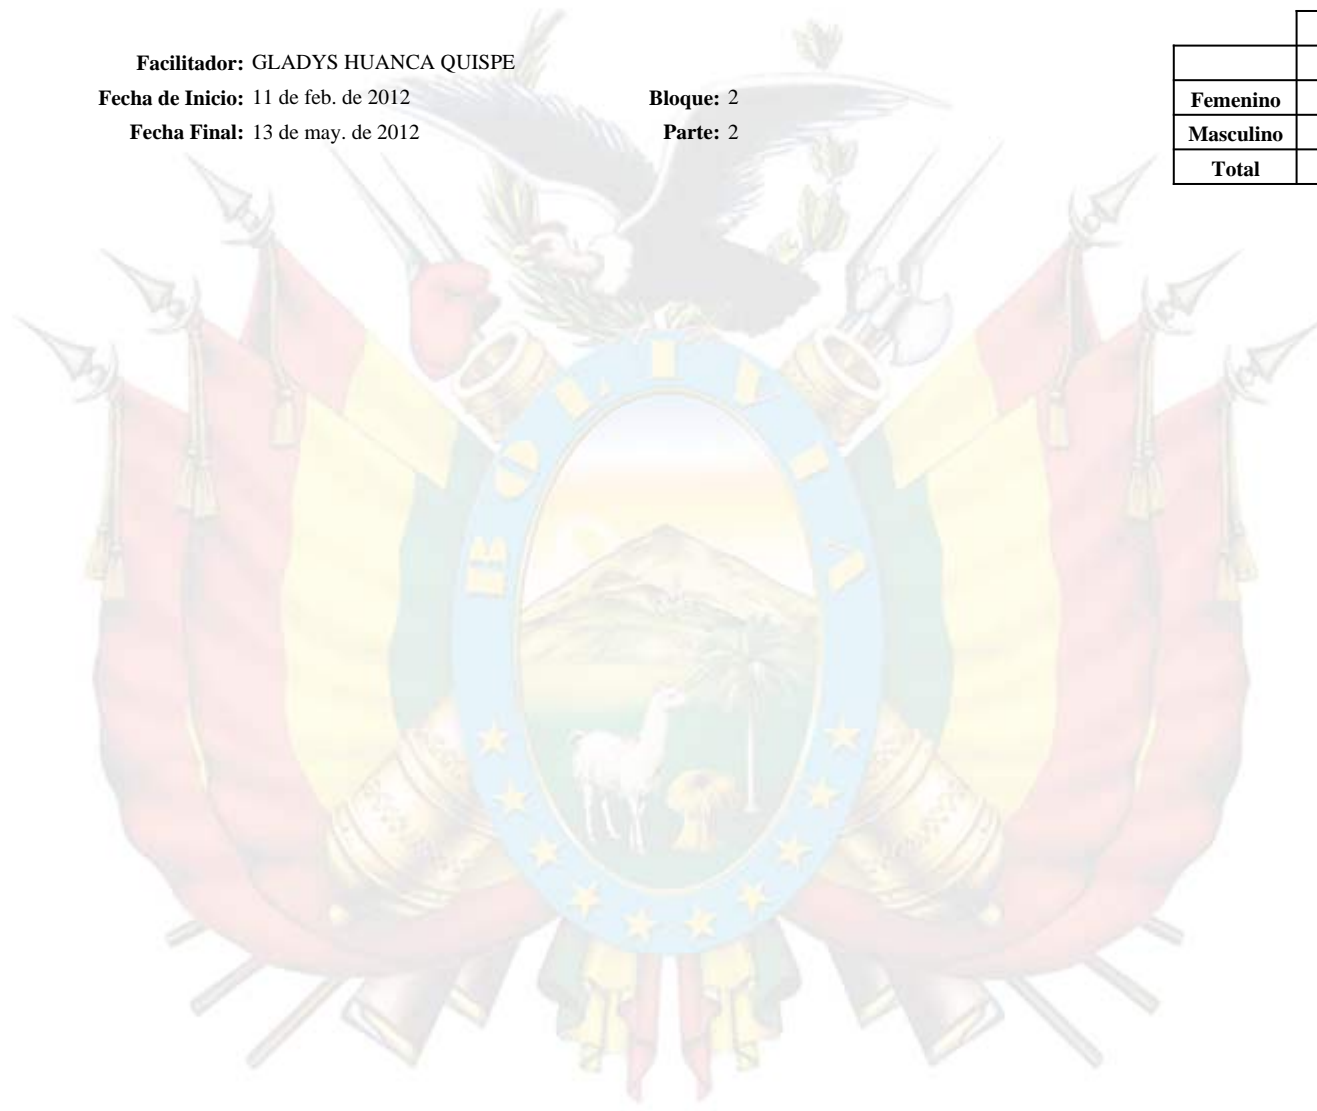 Facilitador: GLADYS HUANCA QUISPE
Fecha de Inicio: 11 de feb. de 2012
Bloque: 2
Fecha Final: 13 de may. de 2012
Parte: 2
Femenino
Masculino
Total
BOLIVIA